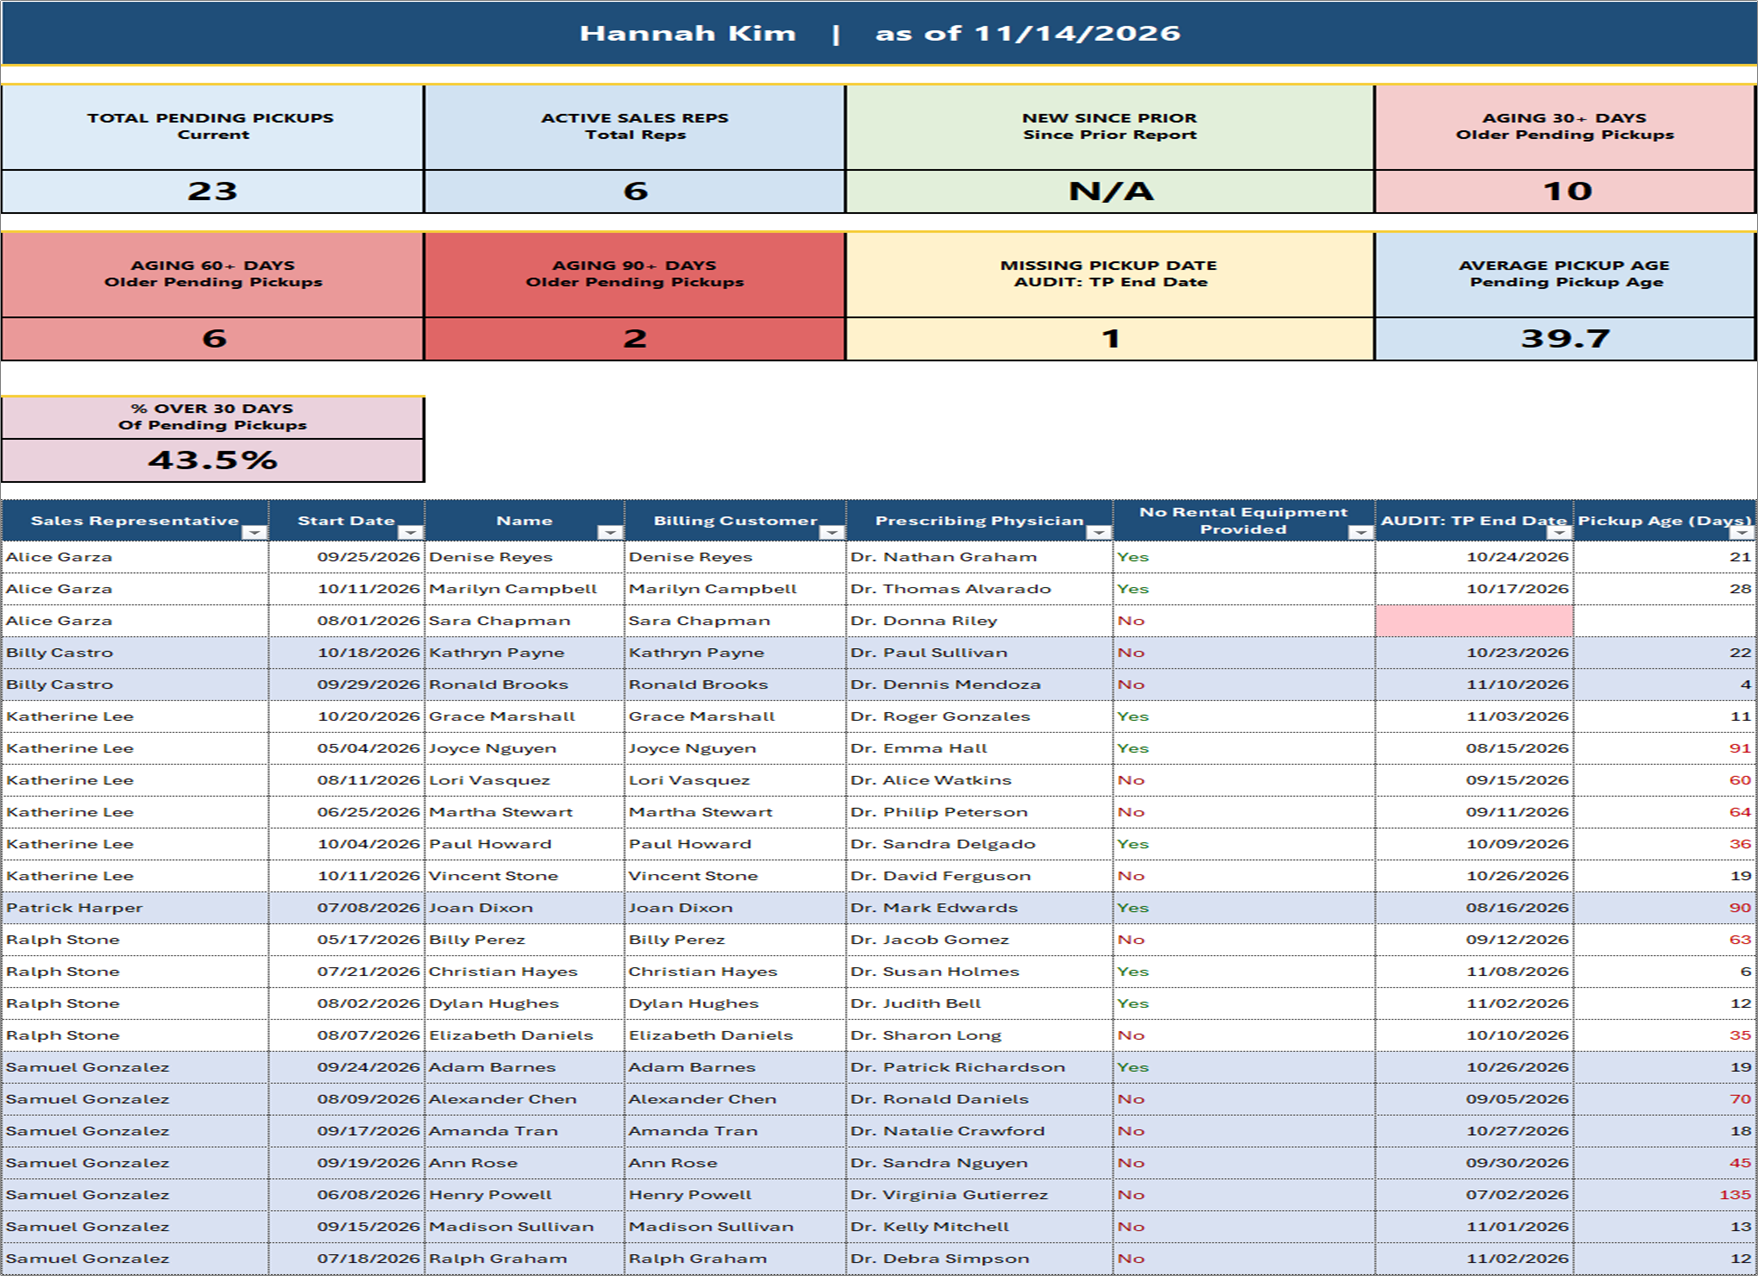 Hannah Kim | as of 11/14/2026
TOTAL PENDING PICKUPS
Current
23
ACTIVE SALES REPS
Total Reps
6
NEW SINCE PRIOR
Since Prior Report
N/A
AGING 30+ DAYS
Older Pending Pickups
10
AGING 60+ DAYS
Older Pending Pickups
6
AGING 90+ DAYS
Older Pending Pickups
2
MISSING PICKUP DATE
AUDIT: TP End Date
1
AVERAGE PICKUP AGE
Pending Pickup Age
39.7
% OVER 30 DAYS
Of Pending Pickups
43.5%
Sales Representative Start Date Name Billing Customer Prescribing Physician No Rental Equipment Provided AUDIT: TP End Date Pickup Age (Days)
Alice Garza 09/25/2026 Denise Reyes Denise Reyes Dr. Nathan Graham Yes 10/24/2026 21
Alice Garza 10/11/2026 Marilyn Campbell Marilyn Campbell Dr. Thomas Alvarado Yes 10/17/2026 28
Alice Garza 08/01/2026 Sara Chapman Sara Chapman Dr. Donna Riley No
Billy Castro 10/18/2026 Kathryn Payne Kathryn Payne Dr. Paul Sullivan No 10/23/2026 22
Billy Castro 09/29/2026 Ronald Brooks Ronald Brooks Dr. Dennis Mendoza No 11/10/2026 4
Katherine Lee 10/20/2026 Grace Marshall Grace Marshall Dr. Roger Gonzales Yes 11/03/2026 11
Katherine Lee 05/04/2026 Joyce Nguyen Joyce Nguyen Dr. Emma Hall Yes 08/15/2026 91
Katherine Lee 08/11/2026 Lori Vasquez Lori Vasquez Dr. Alice Watkins No 09/15/2026 60
Katherine Lee 06/25/2026 Martha Stewart Martha Stewart Dr. Philip Peterson No 09/11/2026 64
Katherine Lee 10/04/2026 Paul Howard Paul Howard Dr. Sandra Delgado Yes 10/09/2026 36
Katherine Lee 10/11/2026 Vincent Stone Vincent Stone Dr. David Ferguson No 10/26/2026 19
Patrick Harper 07/08/2026 Joan Dixon Joan Dixon Dr. Mark Edwards Yes 08/16/2026 90
Ralph Stone 05/17/2026 Billy Perez Billy Perez Dr. Jacob Gomez No 09/12/2026 63
Ralph Stone 07/21/2026 Christian Hayes Christian Hayes Dr. Susan Holmes Yes 11/08/2026 6
Ralph Stone 08/02/2026 Dylan Hughes Dylan Hughes Dr. Judith Bell Yes 11/02/2026 12
Ralph Stone 08/07/2026 Elizabeth Daniels Elizabeth Daniels Dr. Sharon Long No 10/10/2026 35
Samuel Gonzalez 09/24/2026 Adam Barnes Adam Barnes Dr. Patrick Richardson Yes 10/26/2026 19
Samuel Gonzalez 08/09/2026 Alexander Chen Alexander Chen Dr. Ronald Daniels No 09/05/2026 70
Samuel Gonzalez 09/17/2026 Amanda Tran Amanda Tran Dr. Natalie Crawford No 10/27/2026 18
Samuel Gonzalez 09/19/2026 Ann Rose Ann Rose Dr. Sandra Nguyen No 09/30/2026 45
Samuel Gonzalez 06/08/2026 Henry Powell Henry Powell Dr. Virginia Gutierrez No 07/02/2026 135
Samuel Gonzalez 09/15/2026 Madison Sullivan Madison Sullivan Dr. Kelly Mitchell No 11/01/2026 13
Samuel Gonzalez 07/18/2026 Ralph Graham Ralph Graham Dr. Debra Simpson No 11/02/2026 12